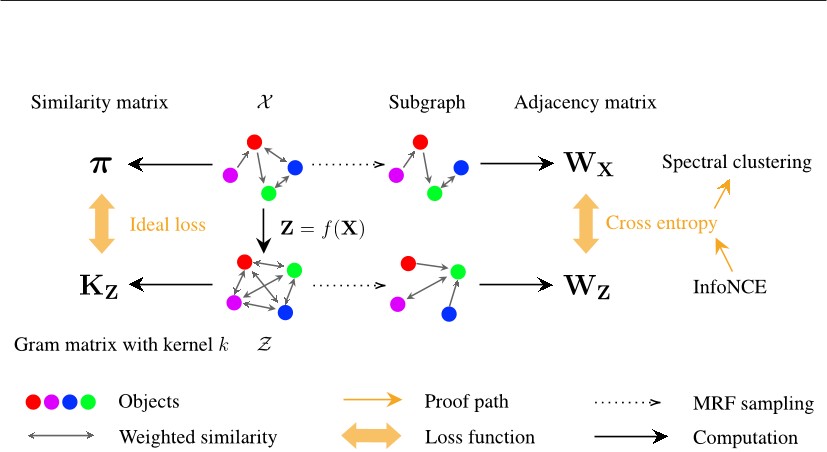 Similarity matrix
𝒳
Subgraph
Adjacency matrix
π
W_X
Spectral clustering
Ideal loss
Z = f(X)
Cross entropy
K_Z
W_Z
InfoNCE
Gram matrix with kernel k
𝒵
Objects
Proof path
MRF sampling
Weighted similarity
Loss function
Computation